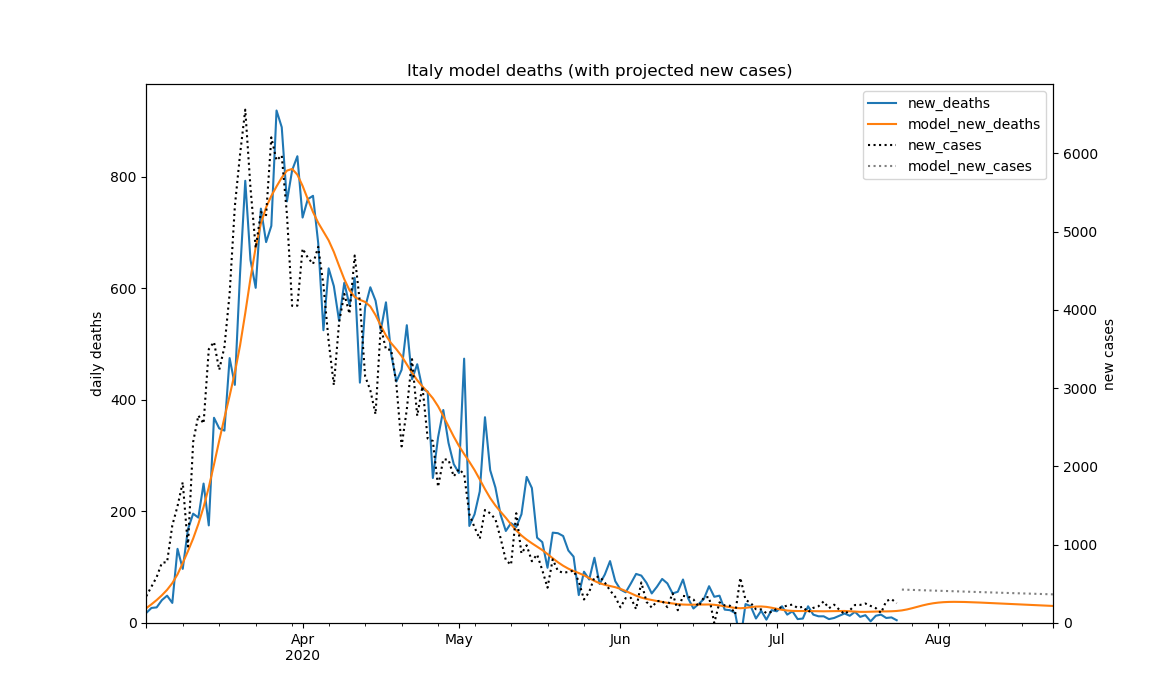 Italy model deaths (with projected new cases)
new_deaths
model_new_deaths
new_cases
model_new_cases
daily deaths
800
600
400
200
0
6000
5000
4000
3000
2000
1000
0
new cases
Apr
2020
May
Jun
Jul
Aug